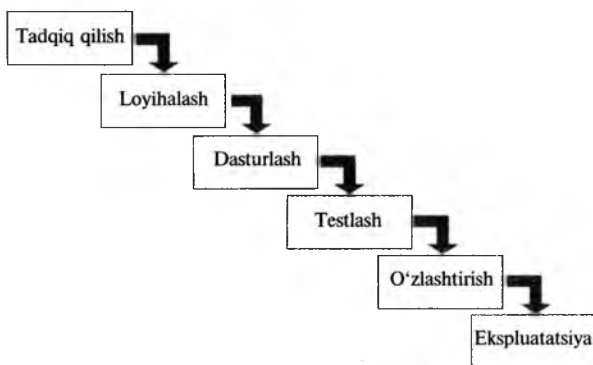 Tadqiq qilish
Loyihalash
Dasturlash
Testlash
O‘zlashtirish
Ekspluatatsiya